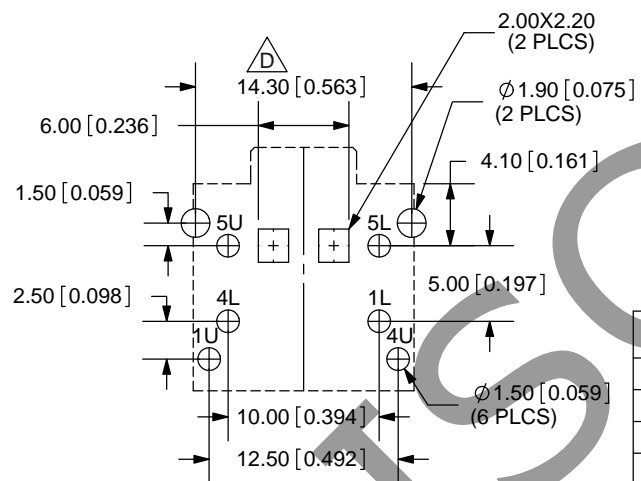 2.00X2.20
(2 PLCS)
D
14.30 [0.563]
Ø1.90 [0.075]
(2 PLCS)
6.00 [0.236]
4.10 [0.161]
1.50 [0.059]
5U
5L
5.00 [0.197]
2.50 [0.098]
4L
1L
1U
4U
Ø1.50 [0.059]
(6 PLCS)
10.00 [0.394]
12.50 [0.492]